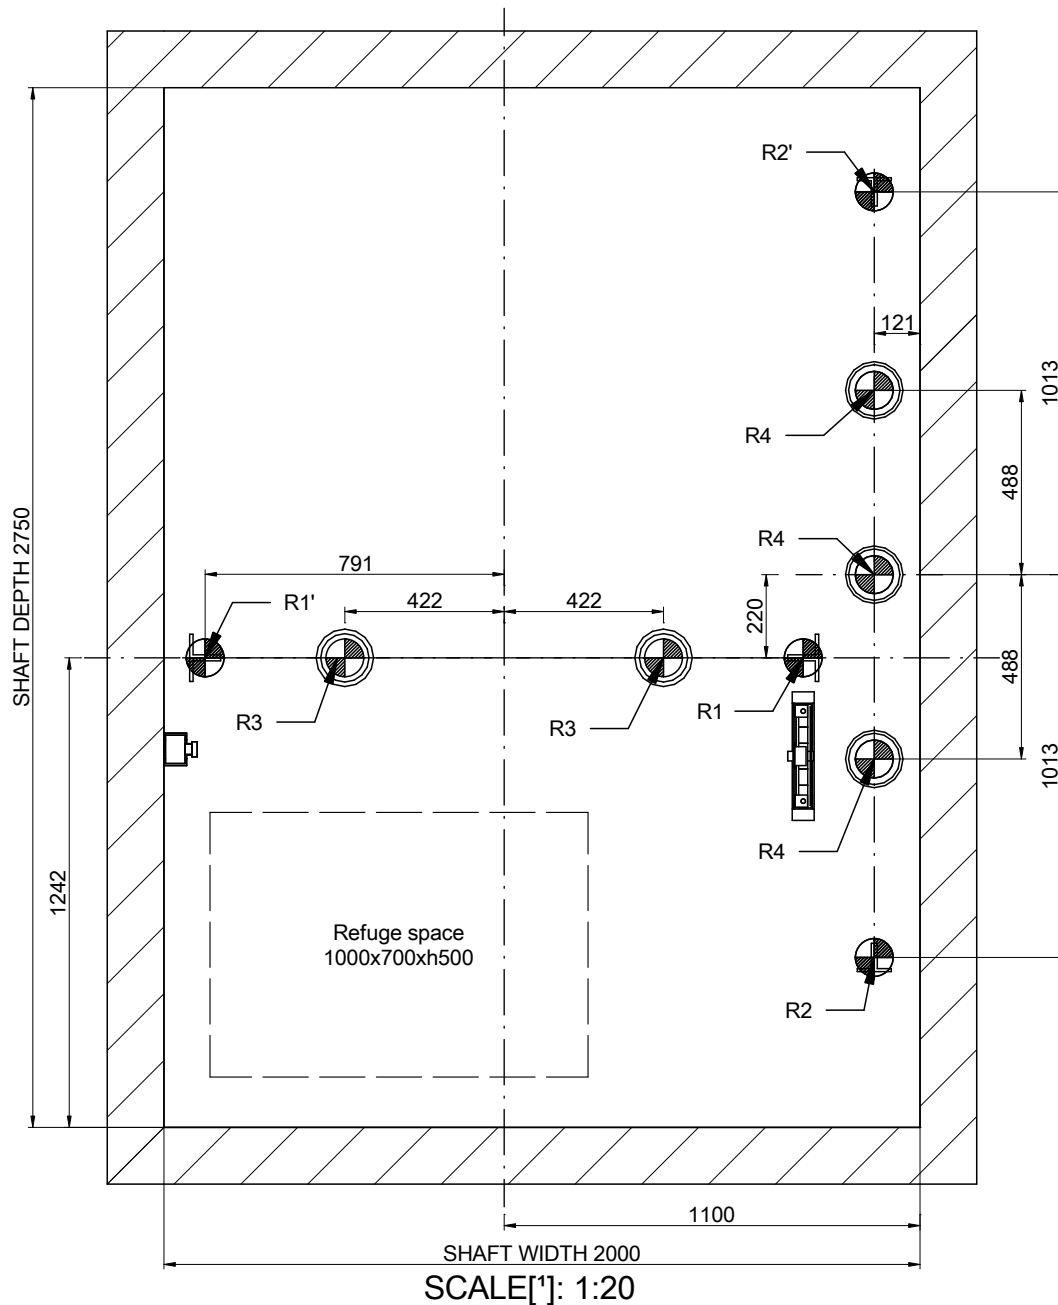 R2'
121
1013
R4
488
R4
791
422
422
220
R1'
SHAFT DEPTH 2750
488
R3
R3
R1
1013
R4
1242
Refuge space
1000x700xh500
R2
1100
SHAFT WIDTH 2000
SCALE[¹]: 1:20